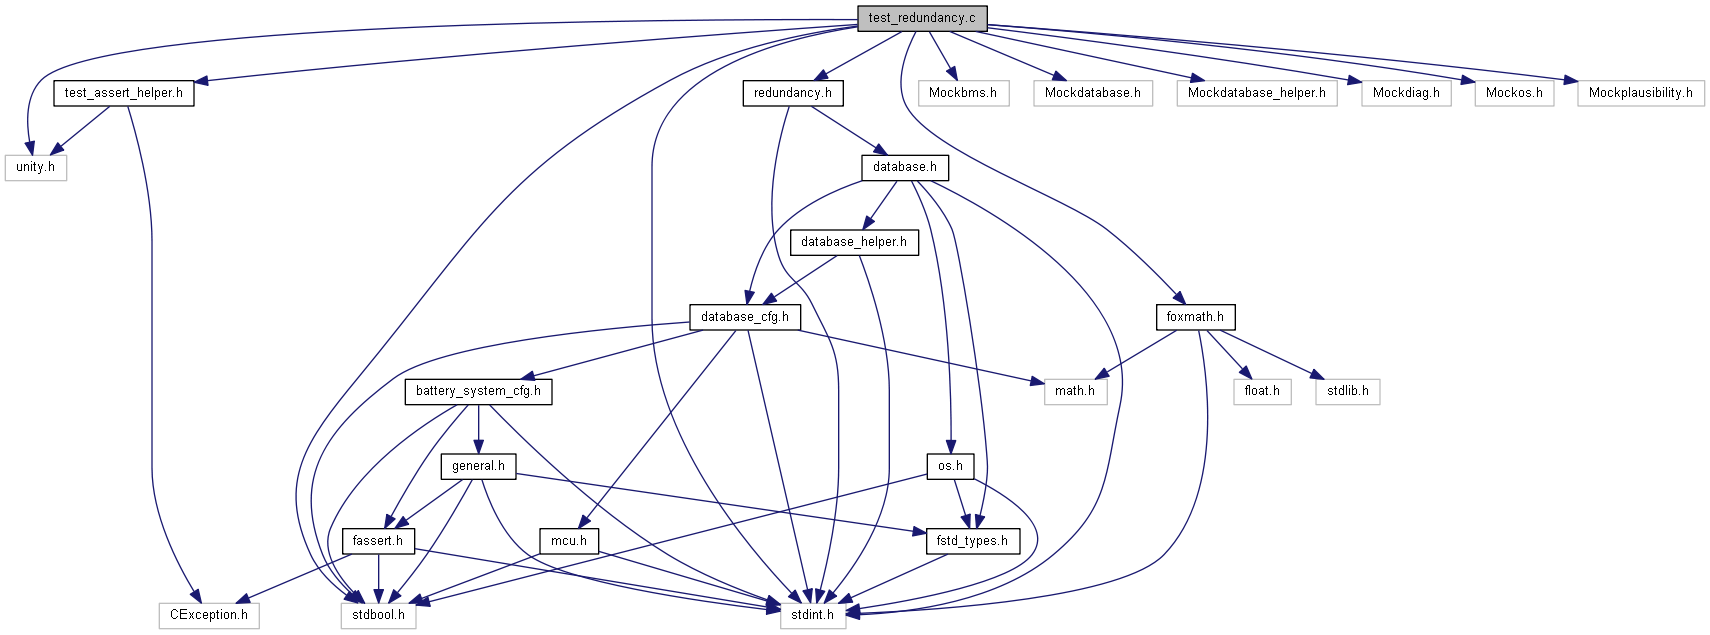 test_redundancy.c
test_assert_helper.h
redundancy.h
Mockbms.h
Mockdatabase.h
Mockdatabase_helper.h
Mockdiag.h
Mockos.h
Mockplausibility.h
unity.h
database.h
database_helper.h
database_cfg.h
foxmath.h
battery_system_cfg.h
math.h
float.h
stdlib.h
general.h
os.h
fassert.h
mcu.h
fstd_types.h
CException.h
stdbool.h
stdint.h